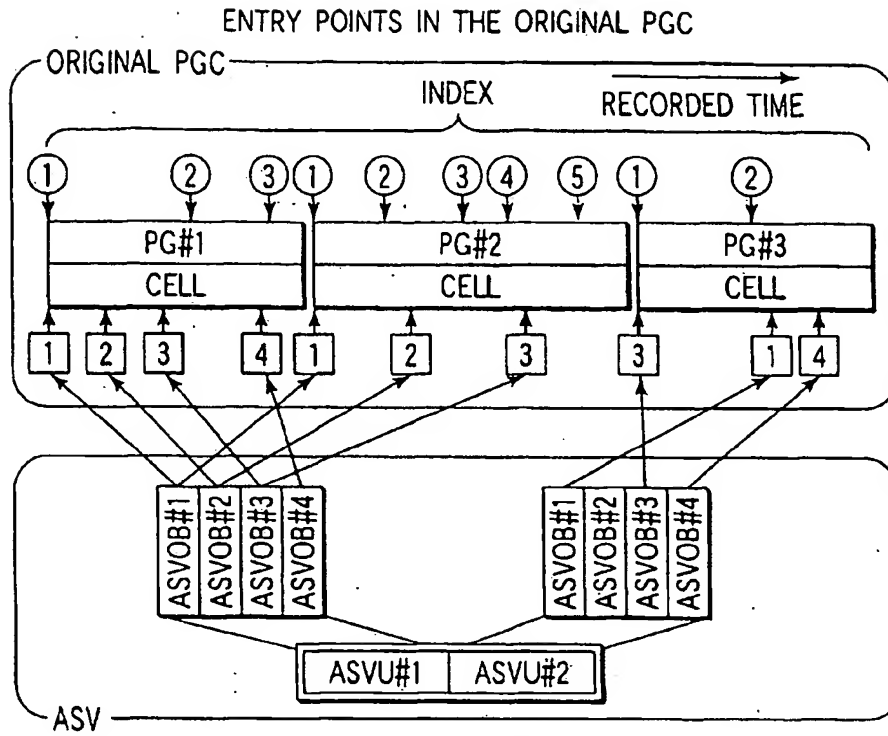 ENTRY POINTS IN THE ORIGINAL PGC
ORIGINAL PGC
INDEX
RECORDED TIME
1 2 3 1 2 3 4 5 1 2
PG#1 PG#2 PG#3
CELL CELL CELL
1 2 3 4 1 2 3 3 1 4
ASVOB#1 ASVOB#2 ASVOB#3 ASVOB#4 ASVOB#1 ASVOB#2 ASVOB#3 ASVOB#4
ASVU#1 ASVU#2
ASV